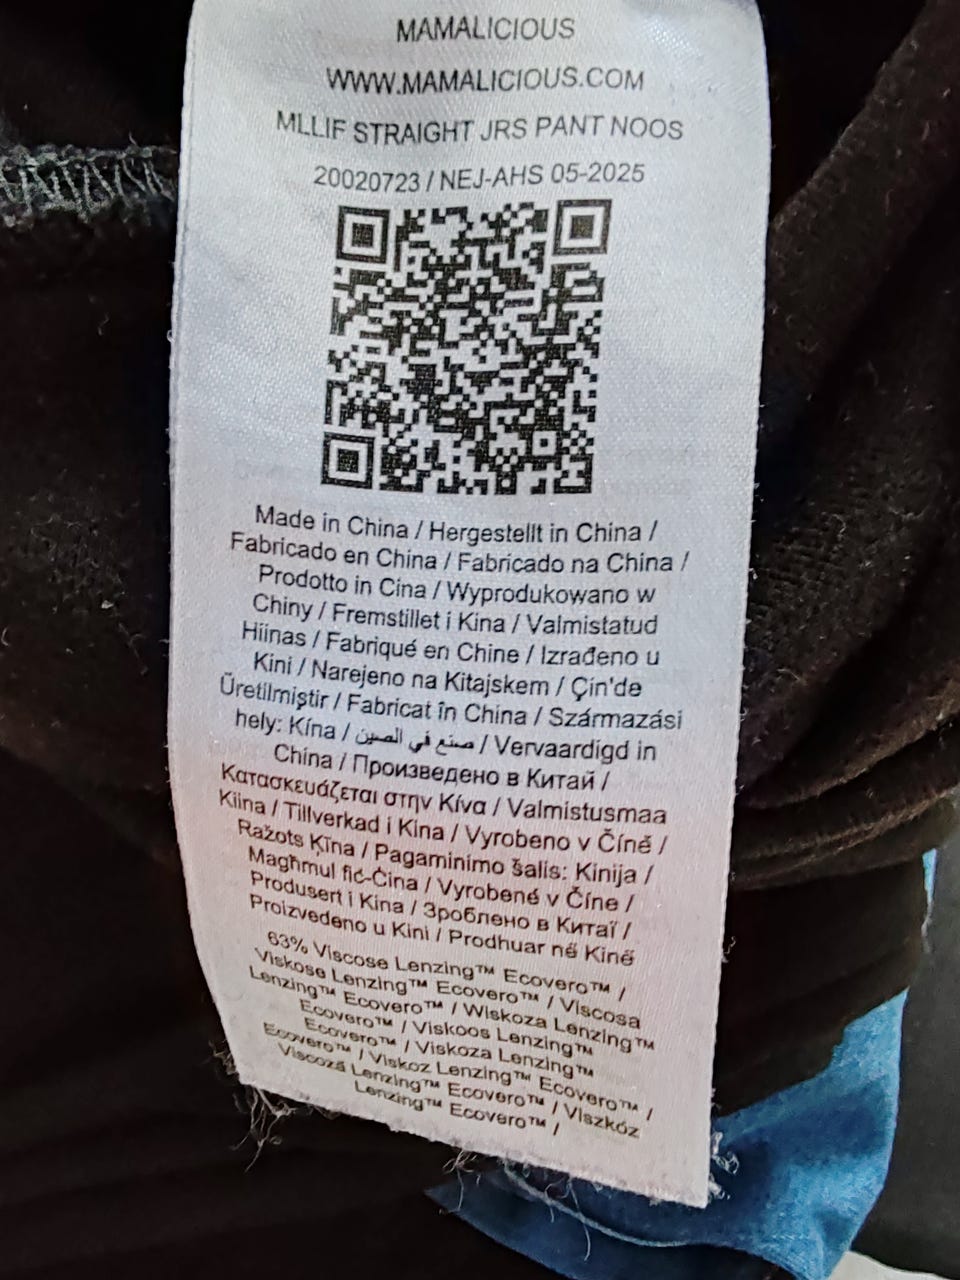 MAMALICIOUS
WWW.MAMALICIOUS.COM
MLLIF STRAIGHT JRS PANT NOOS
20020723 / NEJ-AHS 05-2025
Made in China / Hergestellt in China /
Fabricado en China / Fabricado na China /
Prodotto in Cina / Wyprodukowano w
Chiny / Fremstillet i Kina / Valmistatud
Hiinas / Fabriqué en Chine / Izrađeno u
Kini / Narejeno na Kitajskem / Çin'de
Üretilmiştir / Fabricat în China / Származási
hely: Kína / صنع في الصين / Vervaardigd in
China / Произведено в Китай /
Κατασκευάζεται στην Κίνα / Valmistusmaa
Kiina / Tillverkad i Kina / Vyrobeno v Číně /
Ražots Ķīna / Pagaminimo šalis: Kinija /
Magħmul fiċ-Ċina / Vyrobené v Číne /
Produsert i Kina / Зроблено в Китаї /
Proizvedeno u Kini / Prodhuar në Kinë
63% Viscose Lenzing™ Ecovero™ /
Viskose Lenzing™ Ecovero™ / Viscosa
Lenzing™ Ecovero™ / Wiskoza Lenzing™
Ecovero™ / Viskoos Lenzing™
Ecovero™ / Viskoza Lenzing™
Ecovero™ / Viskoz Lenzing™ Ecovero™ /
Viscoză Lenzing™ Ecovero™ / Viszkóz
Lenzing™ Ecovero™ /